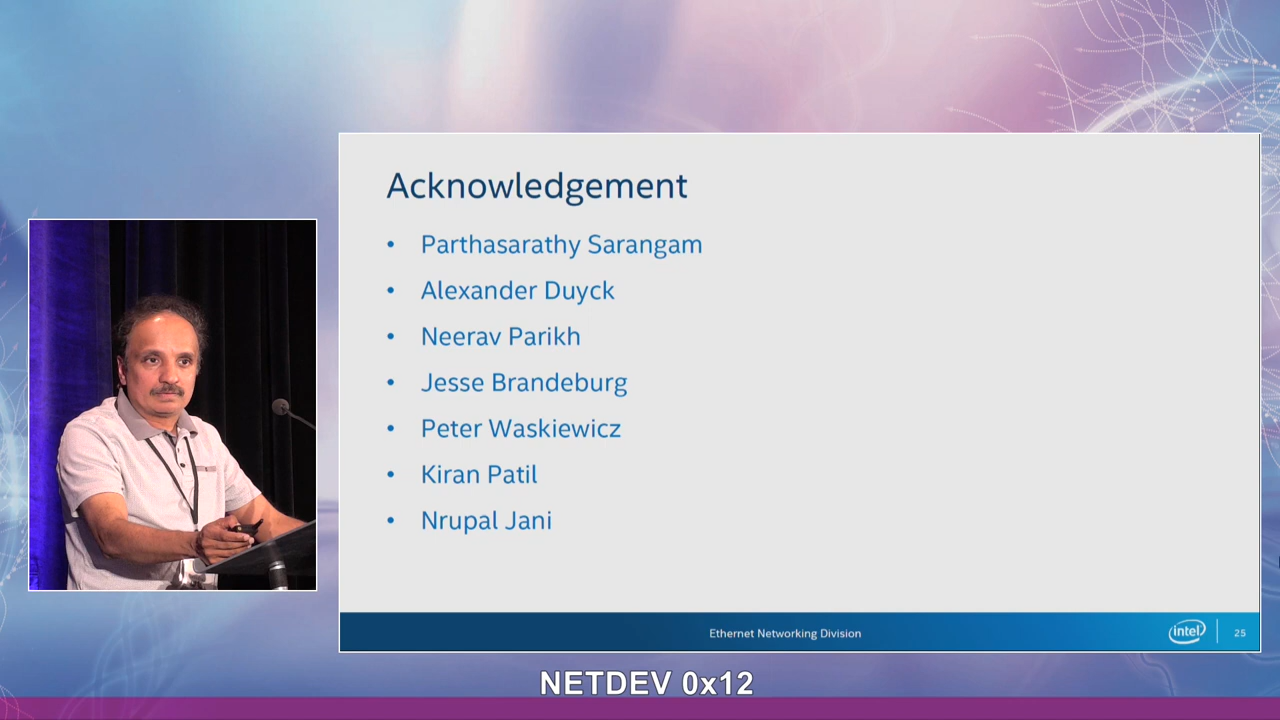 Acknowledgement
• Parthasarathy Sarangam
• Alexander Duyck
• Neerav Parikh
• Jesse Brandeburg
• Peter Waskiewicz
• Kiran Patil
• Nrupal Jani
Ethernet Networking Division
intel
25
NETDEV 0x12